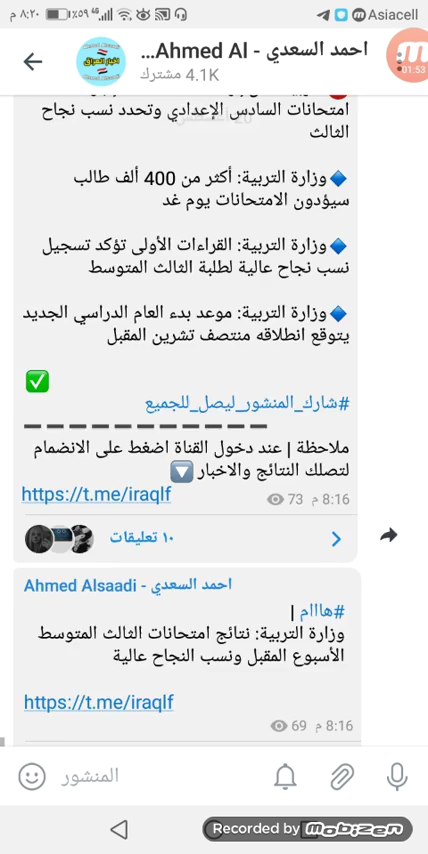 ٨:٢٠ م
٪٥٩
4G
Asiacell
احمد السعدي - Ahmed Al...
4.1K مشترك
اخبار العراق
01:53
امتحانات السادس الإعدادي وتحدد نسب نجاح
الثالث
🔷وزارة التربية: أكثر من 400 ألف طالب
سيؤدون الامتحانات يوم غد
🔷وزارة التربية: القراءات الأولى تؤكد تسجيل
نسب نجاح عالية لطلبة الثالث المتوسط
🔷وزارة التربية: موعد بدء العام الدراسي الجديد
يتوقع انطلاقه منتصف تشرين المقبل
✅
#شارك_المنشور_ليصل_للجميع
ملاحظة | عند دخول القناة اضغط على الانضمام
لتصلك النتائج والاخبار 🔽
https://t.me/iraqlf
73 8:16 م
١٠ تعليقات
احمد السعدي - Ahmed Alsaadi
#هاااام |
وزارة التربية: نتائج امتحانات الثالث المتوسط
الأسبوع المقبل ونسب النجاح عالية
https://t.me/iraqlf
69 8:16 م
المنشور
Recorded by MOBIZEN